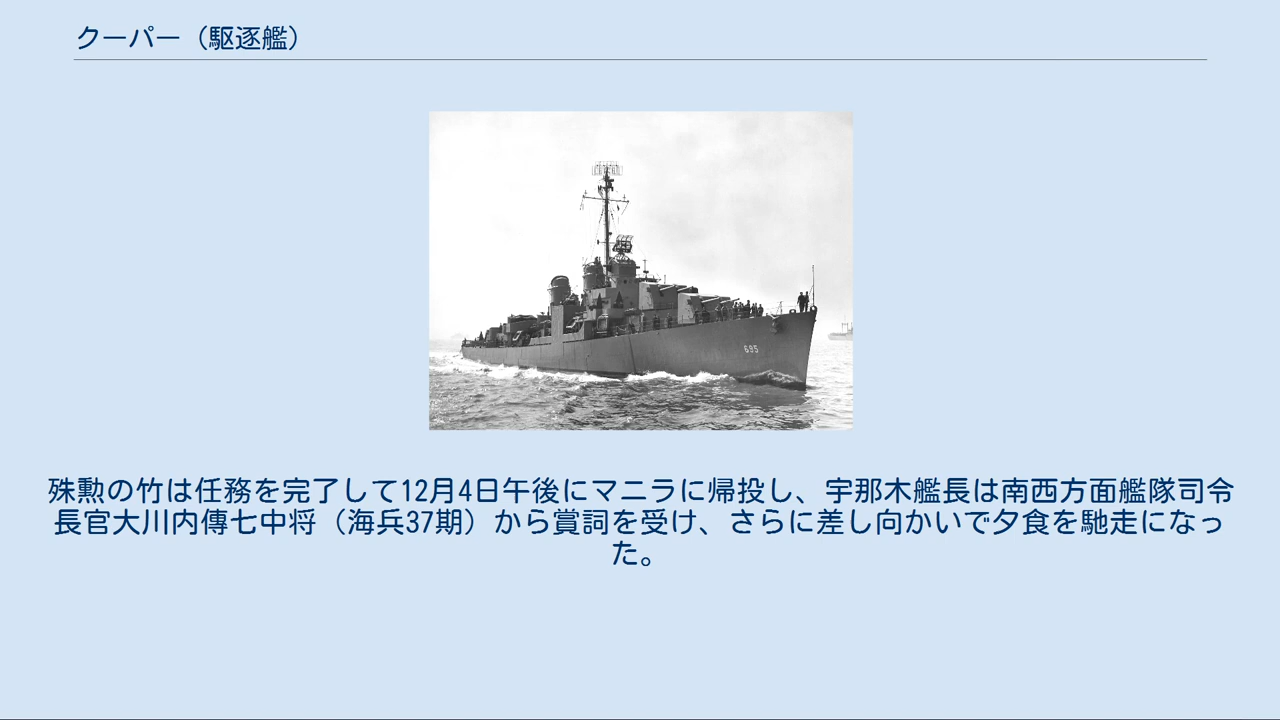 クーパー（駆逐艦）
695
殊勲の竹は任務を完了して12月4日午後にマニラに帰投し、宇那木艦長は南西方面艦隊司令
長官大川内傳七中将（海兵37期）から賞詞を受け、さらに差し向かいで夕食を馳走になっ
た。